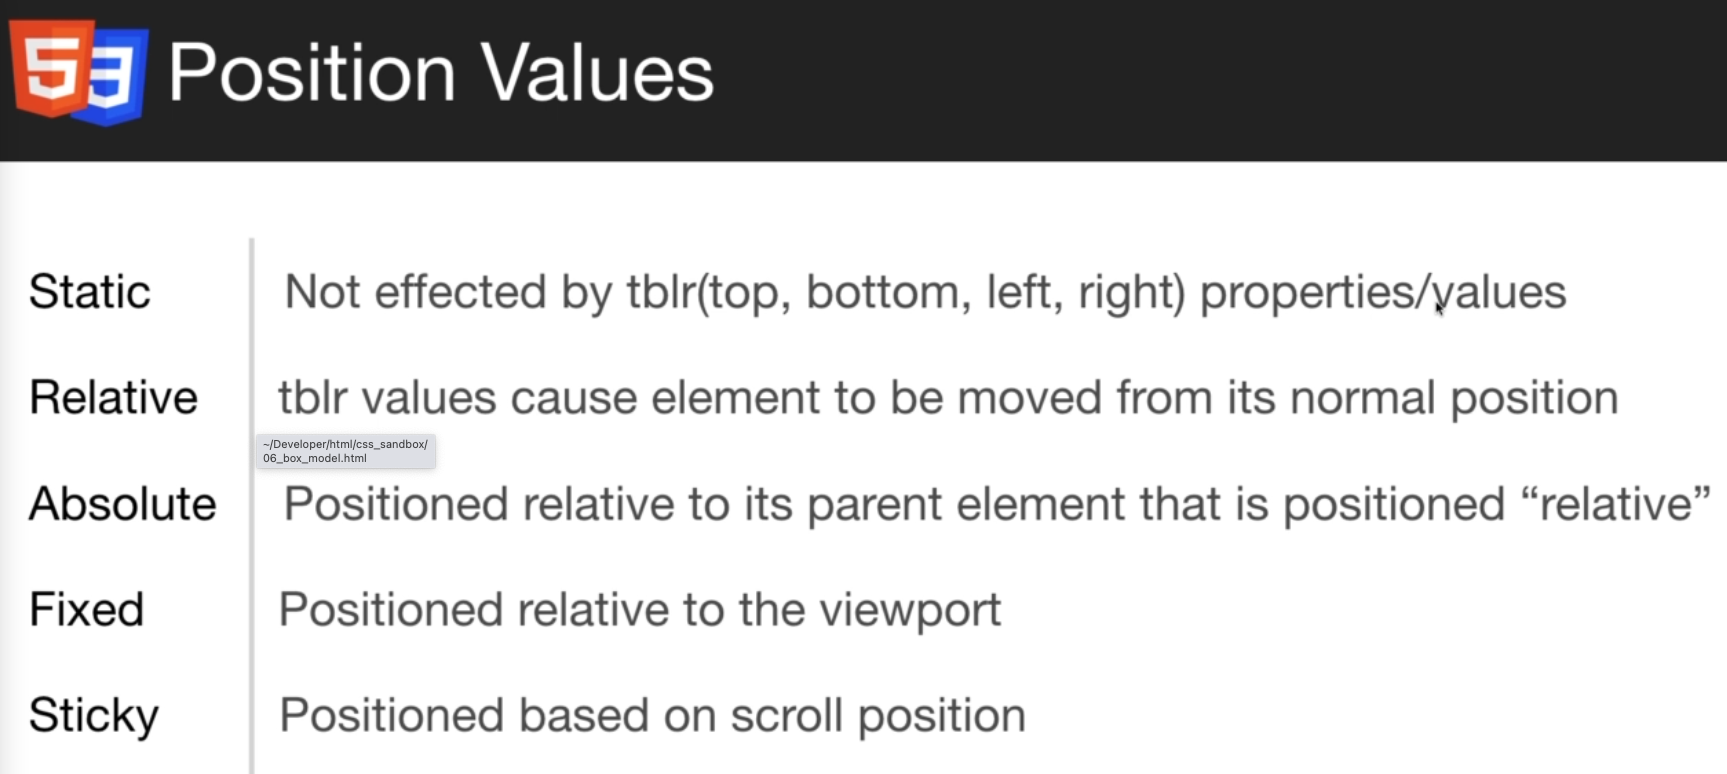 Position Values
Static
Not effected by tblr(top, bottom, left, right) properties/values
Relative
tblr values cause element to be moved from its normal position
~/Developer/html/css_sandbox/
06_box_model.html
Absolute
Positioned relative to its parent element that is positioned “relative”
Fixed
Positioned relative to the viewport
Sticky
Positioned based on scroll position